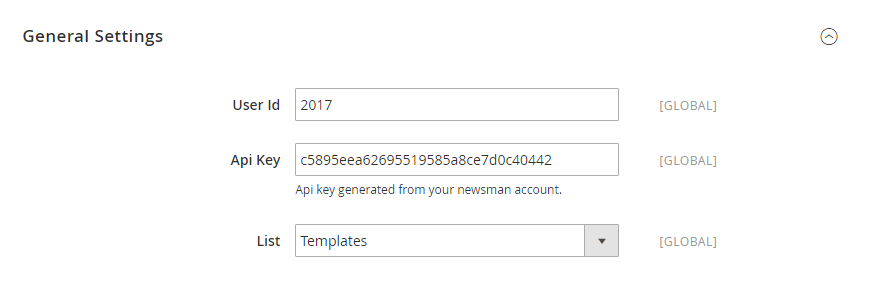 General Settings
User Id 2017 [GLOBAL]
Api Key c5895eea62695519585a8ce7d0c40442 [GLOBAL]
Api key generated from your newsman account.
List Templates [GLOBAL]